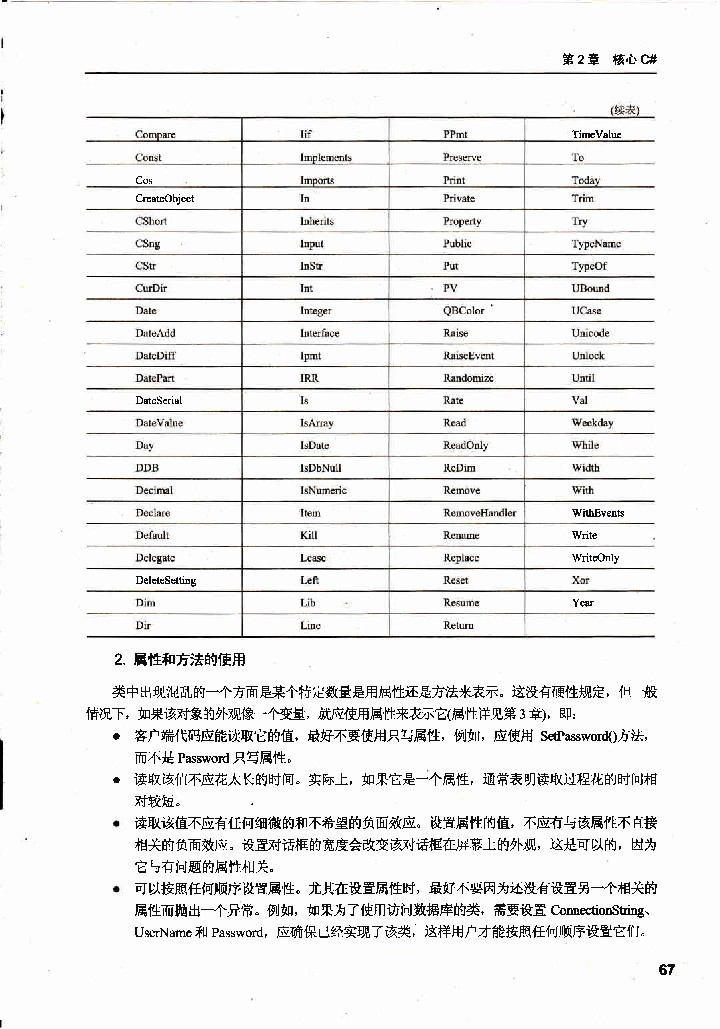 第 2 章 核心 C#
(续表)
Compare Iif PPmt TimeValue
Const Implements Preserve To
Cos Imports Print Today
CreateObject In Private Trim
CShort Inherits Property Try
CSng Input Public TypeName
CStr InStr Put TypeOf
CurDir Int PV UBound
Date Integer QBColor UCase
DateAdd Interface Raise Unicode
DateDiff Ipmt RaiseEvent Unlock
DatePart IRR Randomize Until
DateSerial Is Rate Val
DateValue IsArray Read Weekday
Day IsDate ReadOnly While
DDB IsDbNull ReDim Width
Decimal IsNumeric Remove With
Declare Item RemoveHandler WithEvents
Default Kill Rename Write
Delegate Lease Replace WriteOnly
DeleteSetting Left Reset Xor
Dim Lib Resume Year
Dir Line Return
2. 属性和方法的使用
类中出现混乱的一个方面是某个特定数量是用属性还是方法来表示。这没有硬性规定，但一般
情况下，如果该对象的外观像一个变量，就应使用属性来表示它(属性详见第 3 章)，即：
● 客户端代码应能读取它的值，最好不要使用只写属性，例如，应使用 SetPassword()方法，
而不是 Password 只写属性。
● 读取该值不应花太长的时间。实际上，如果它是一个属性，通常表明读取过程花的时间相
对较短。
● 读取该值不应有任何细微的和不希望的负面效应。设置属性的值，不应有与该属性不直接
相关的负面效应。设置对话框的宽度会改变该对话框在屏幕上的外观，这是可以的，因为
它与有问题的属性相关。
● 可以按照任何顺序设置属性。尤其在设置属性时，最好不要因为还没有设置另一个相关的
属性而抛出一个异常。例如，如果为了使用访问数据库的类，需要设置 ConnectionString、
UserName 和 Password，应确保已经实现了该类，这样用户才能按照任何顺序设置它们。
67